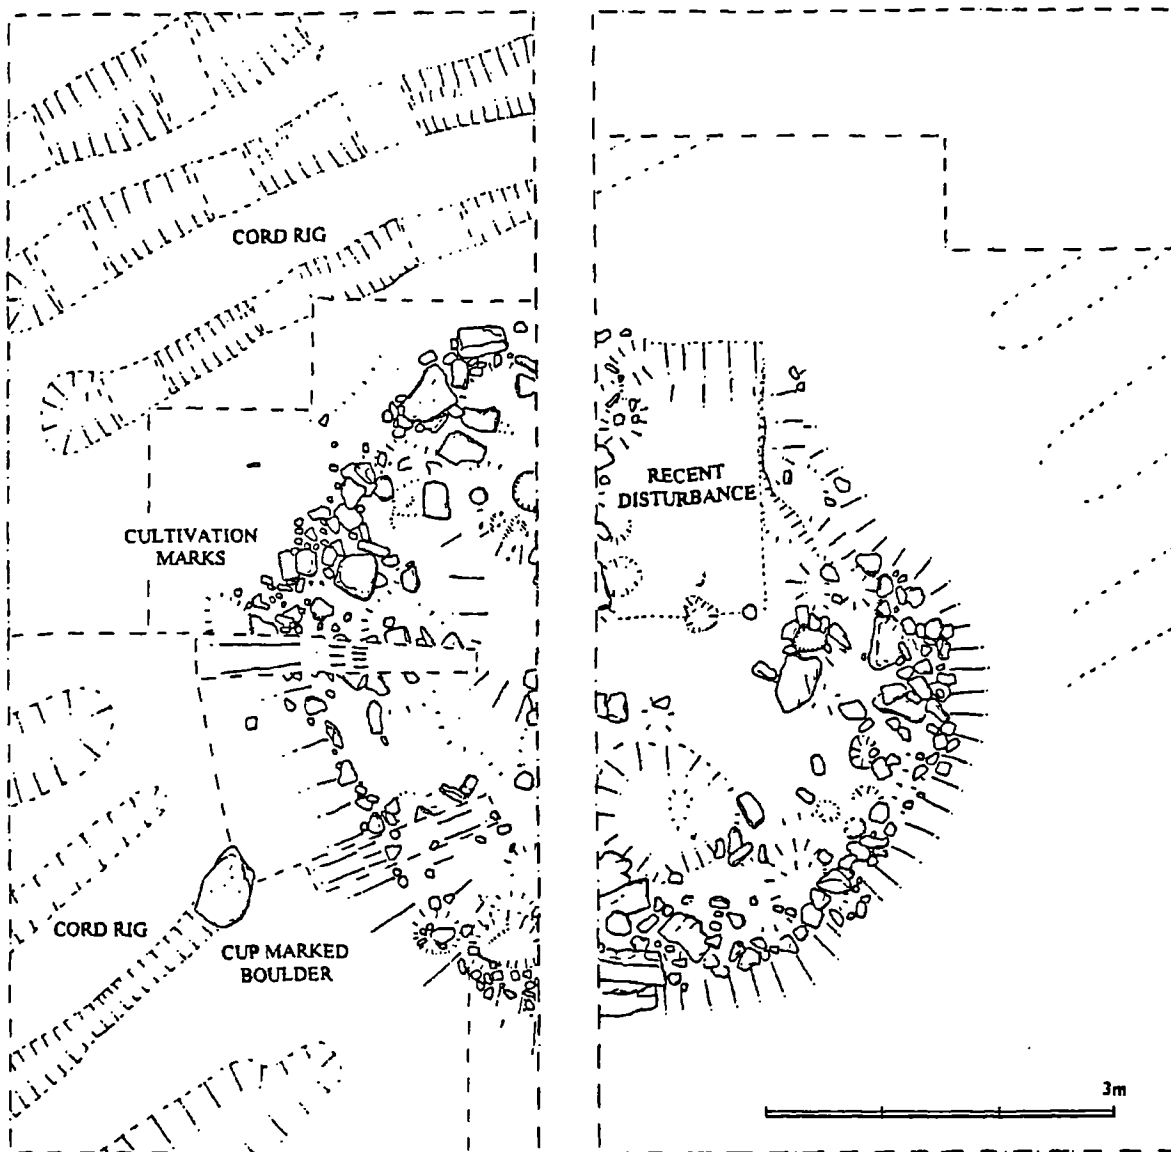 CORD RIG
RECENT
DISTURBANCE
CULTIVATION
MARKS
CORD RIG
CUP MARKED
BOULDER
3m